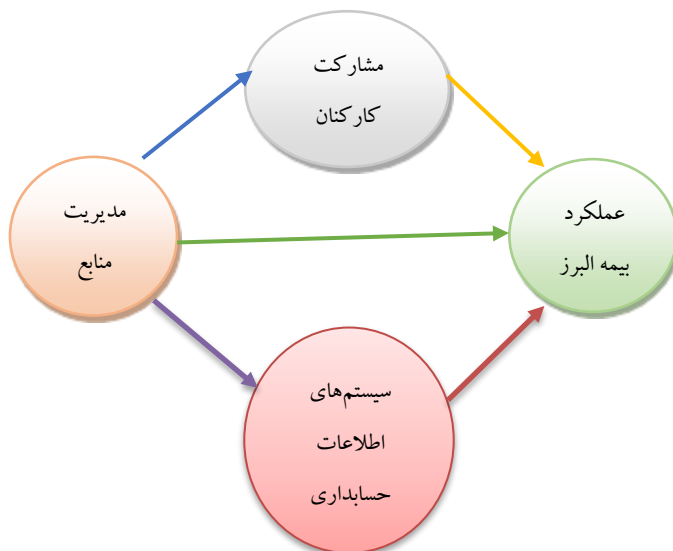 مشارکت
کارکنان
مدیریت
منابع
عملکرد
بیمه البرز
سیستم‌های
اطلاعات
حسابداری